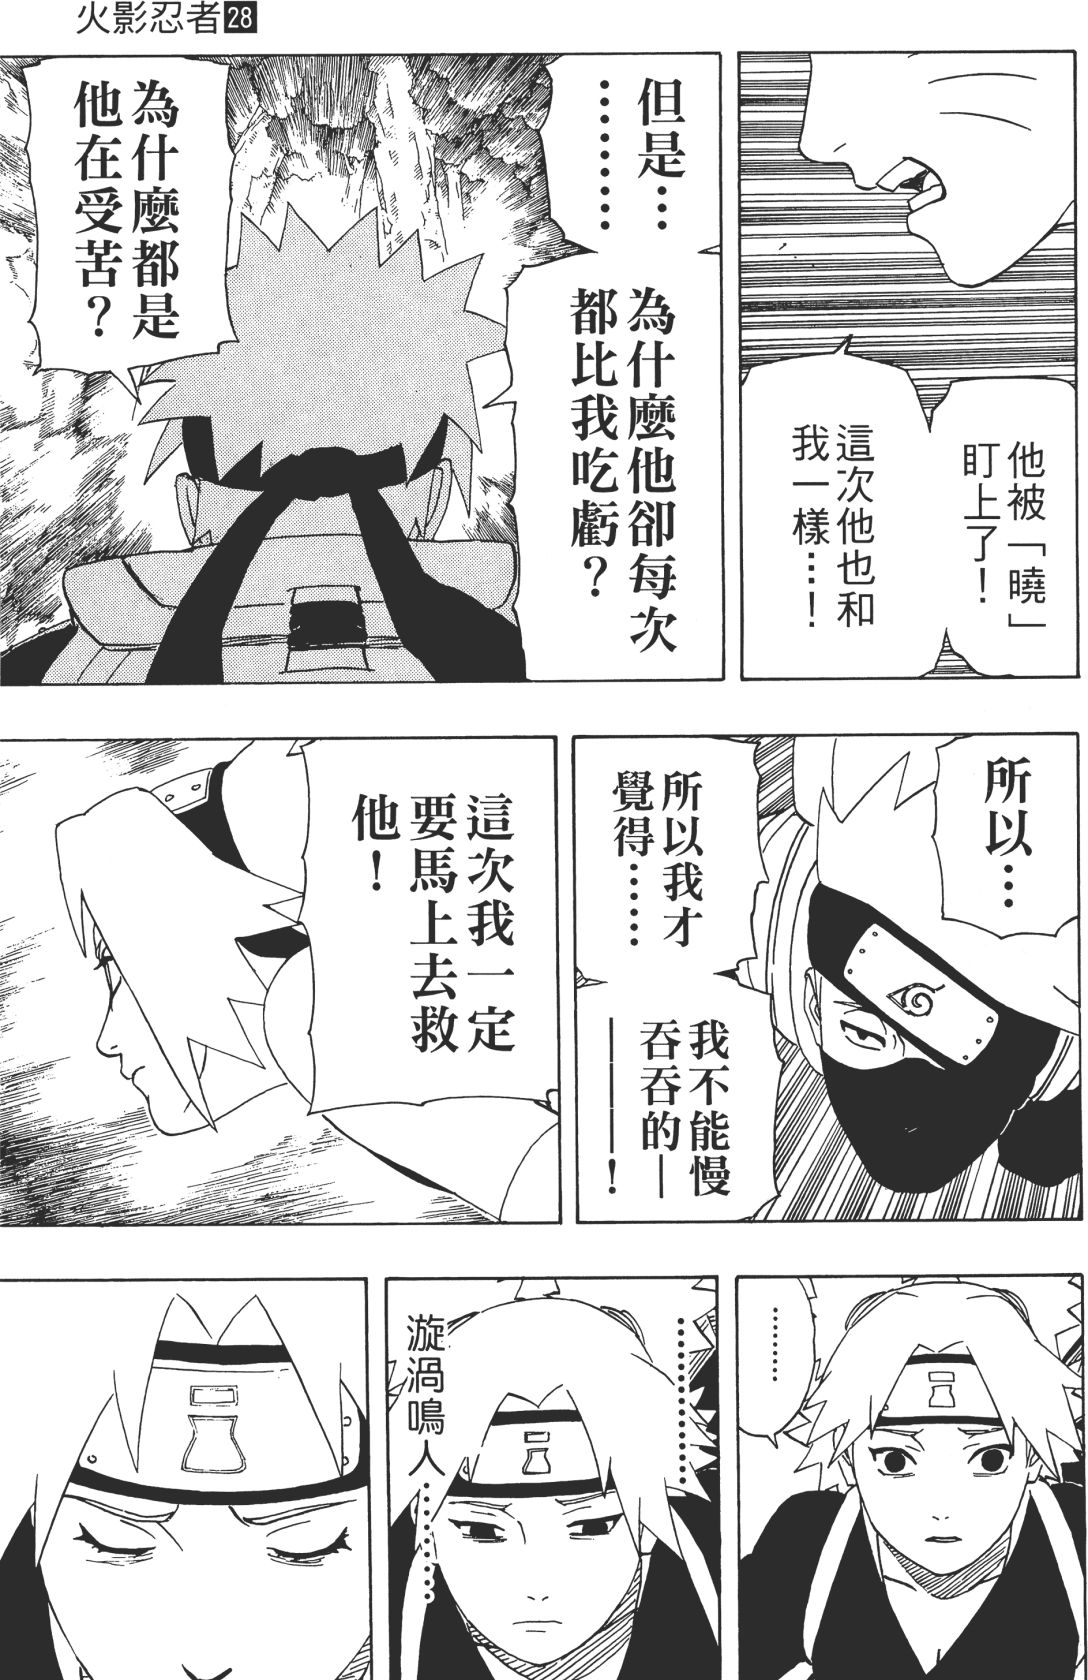 火影忍者28
他被「曉」
盯上了！
這次他也和
我一樣…！
但是…
………
為什麼他卻每次
都比我吃虧？
為什麼都是
他在受苦？
所以…
所以我才
覺得……
我不能慢
吞吞的—
———！
這次我一定
要馬上去救
他！
……
…………
漩渦鳴人………